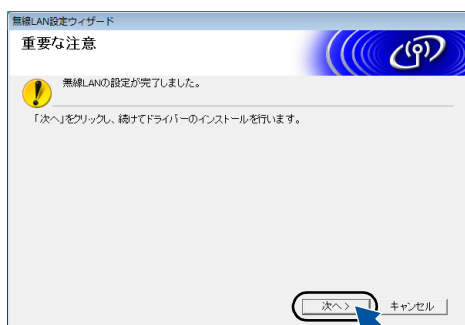 無線LAN設定ウィザード
重要な注意
無線LANの設定が完了しました。
「次へ」をクリックし、続けてドライバーのインストールを行います。
次へ >
キャンセル